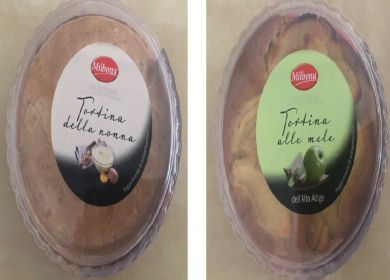 Milbona
Tortina
della nonna
Milbona
Tortina
alle mele
Dell'Alto Adige